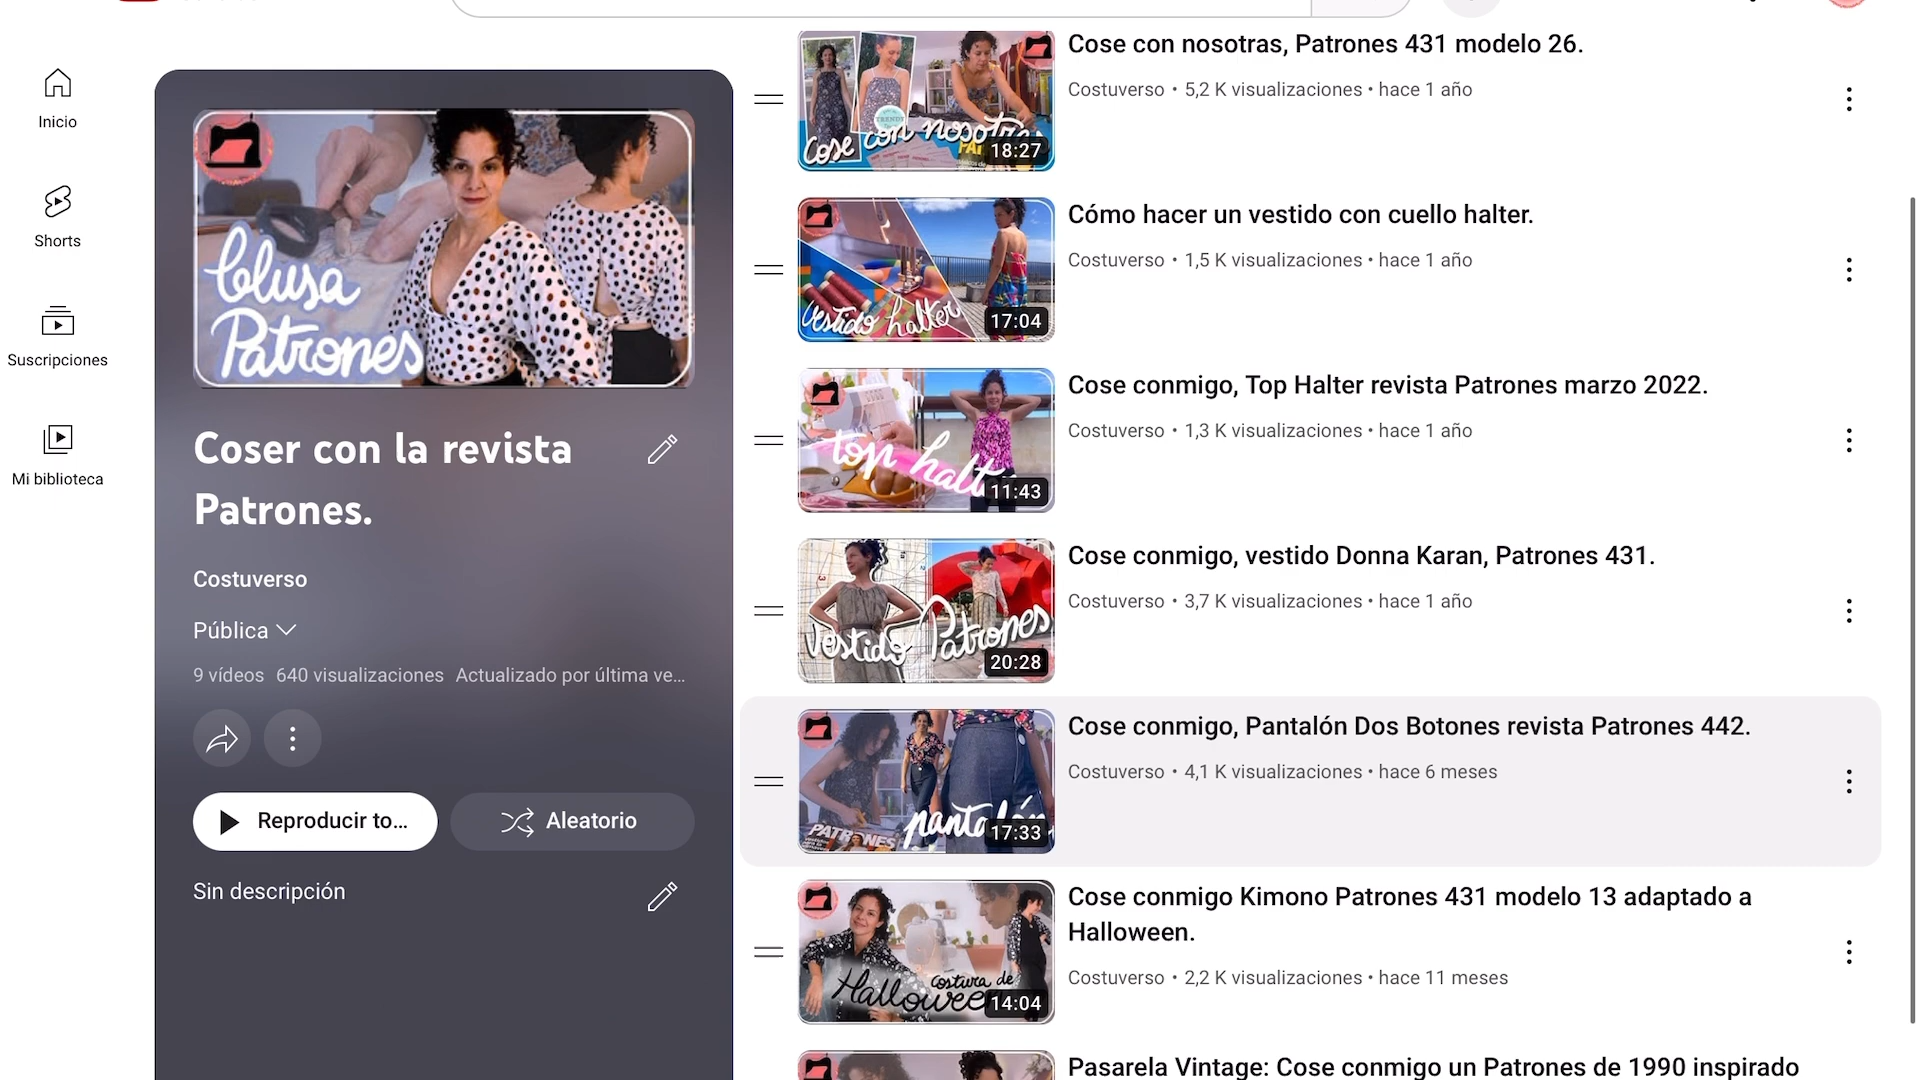 Inicio
Shorts
Suscripciones
Mi biblioteca
blusa
Patrones
Coser con la revista
Patrones.
Costuverso
Pública
9 vídeos 640 visualizaciones Actualizado por última ve...
Reproducir to...
Aleatorio
Sin descripción
Cose con nosotras
18:27
Cose con nosotras, Patrones 431 modelo 26.
Costuverso • 5,2 K visualizaciones • hace 1 año
vestido halter
17:04
Cómo hacer un vestido con cuello halter.
Costuverso • 1,5 K visualizaciones • hace 1 año
top halt
11:43
Cose conmigo, Top Halter revista Patrones marzo 2022.
Costuverso • 1,3 K visualizaciones • hace 1 año
Vestido Patrones
20:28
Cose conmigo, vestido Donna Karan, Patrones 431.
Costuverso • 3,7 K visualizaciones • hace 1 año
PATRONES
pantalón
17:33
Cose conmigo, Pantalón Dos Botones revista Patrones 442.
Costuverso • 4,1 K visualizaciones • hace 6 meses
costura de
Halloween
14:04
Cose conmigo Kimono Patrones 431 modelo 13 adaptado a
Halloween.
Costuverso • 2,2 K visualizaciones • hace 11 meses
Pasarela Vintage: Cose conmigo un Patrones de 1990 inspirado